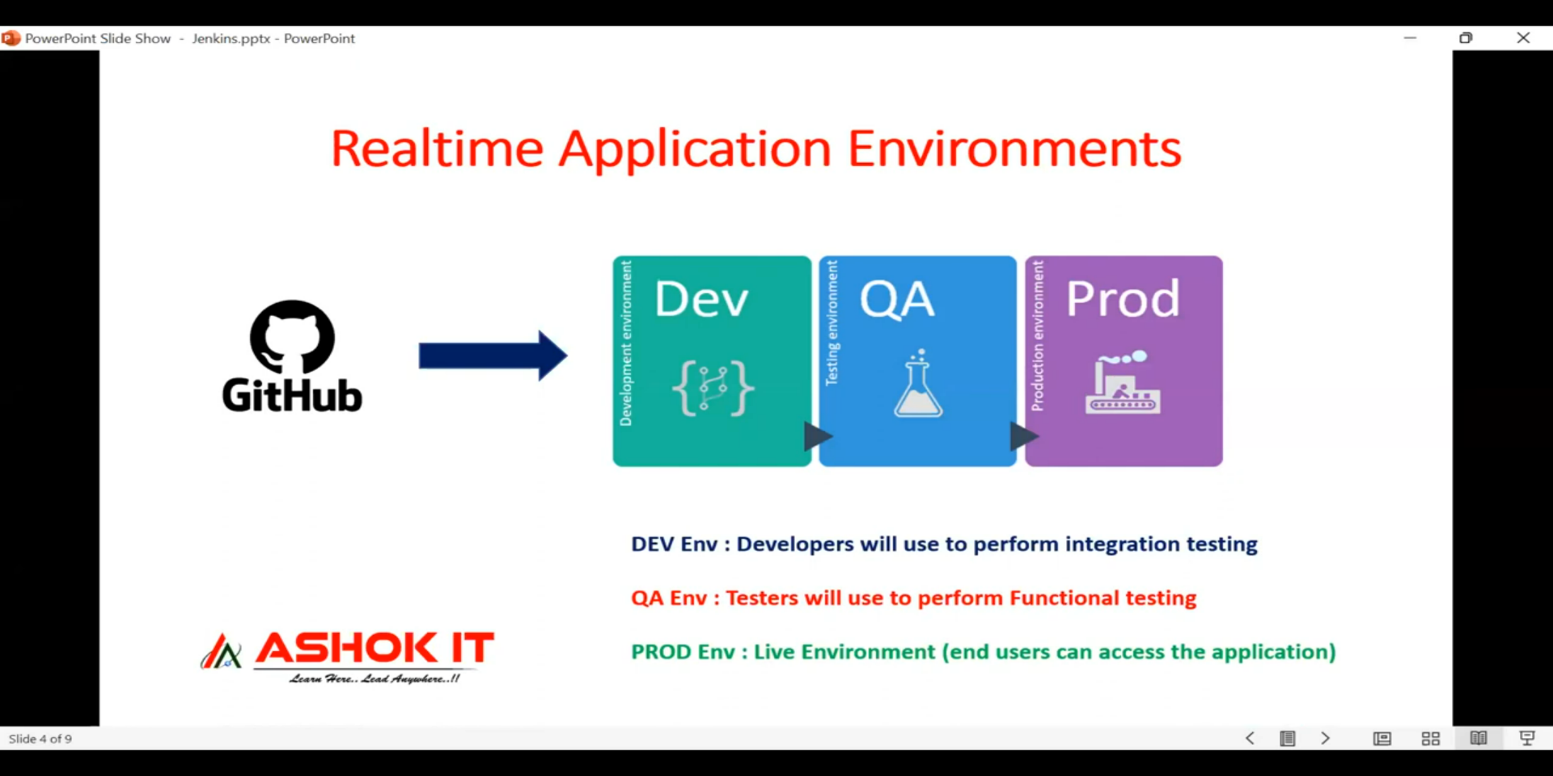 PowerPoint Slide Show - Jenkins.pptx - PowerPoint
Realtime Application Environments
GitHub
Development environment
Dev
Testing environment
QA
Production environment
Prod
DEV Env : Developers will use to perform integration testing
QA Env : Testers will use to perform Functional testing
PROD Env : Live Environment (end users can access the application)
ASHOK IT
Learn Here.. Lead Anywhere..!!
Slide 4 of 9